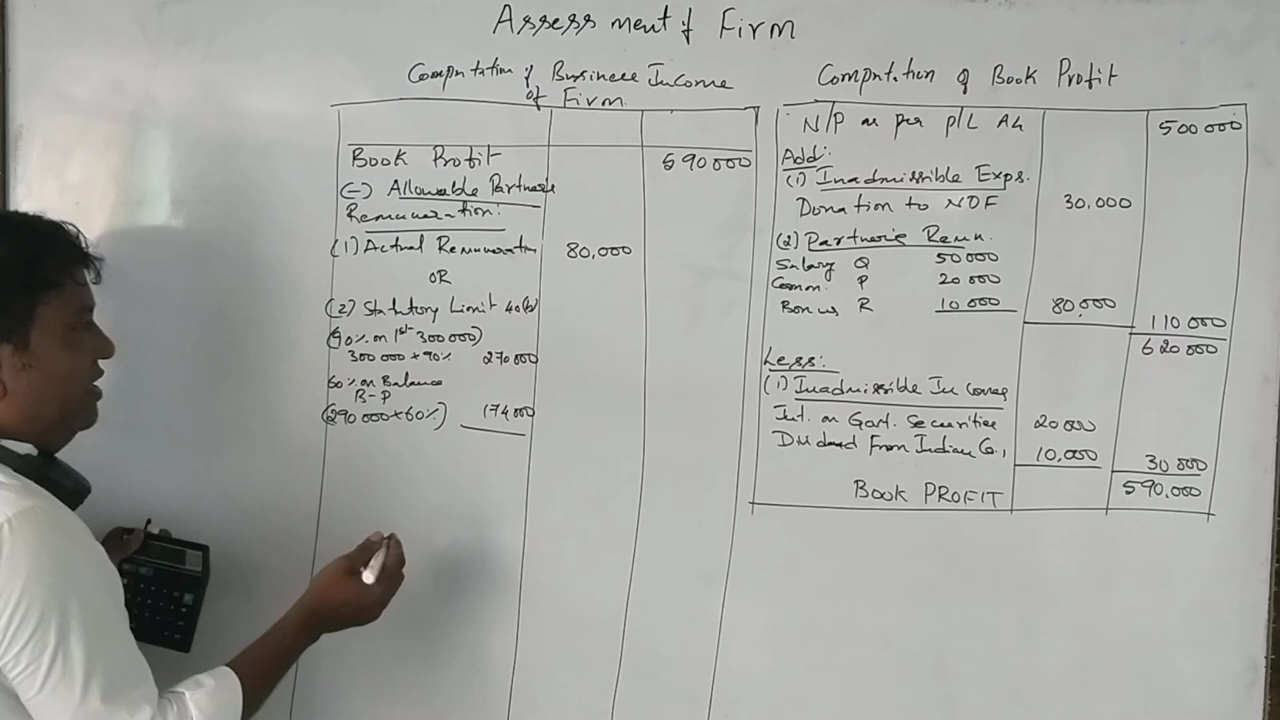 Assessment of Firm
Computation of Business Income
of Firm
Book Profit 590000
(-) Allowable Partners
Remuneration:
(1) Actual Remuneration 80,000
OR
(2) Statutory Limit 40(b)
(90% on 1st 300000)
300000 + 90% 270000
60% on Balance
B-P
(290000x60%) 174000
Computation of Book Profit
N/P as per P/L A/c 500000
Add:
(1) Inadmissible Exps.
Donation to NDF 30,000
(2) Partner's Remn.
Salary Q 50000
Comm. P 20000
Bonus R 10000 80,000 110000
620000
Less:
(1) Inadmissible Incomes
Int. on Govt. Securities 20000
Dividend From Indian Co., 10,000 30000
BOOK PROFIT 590,000